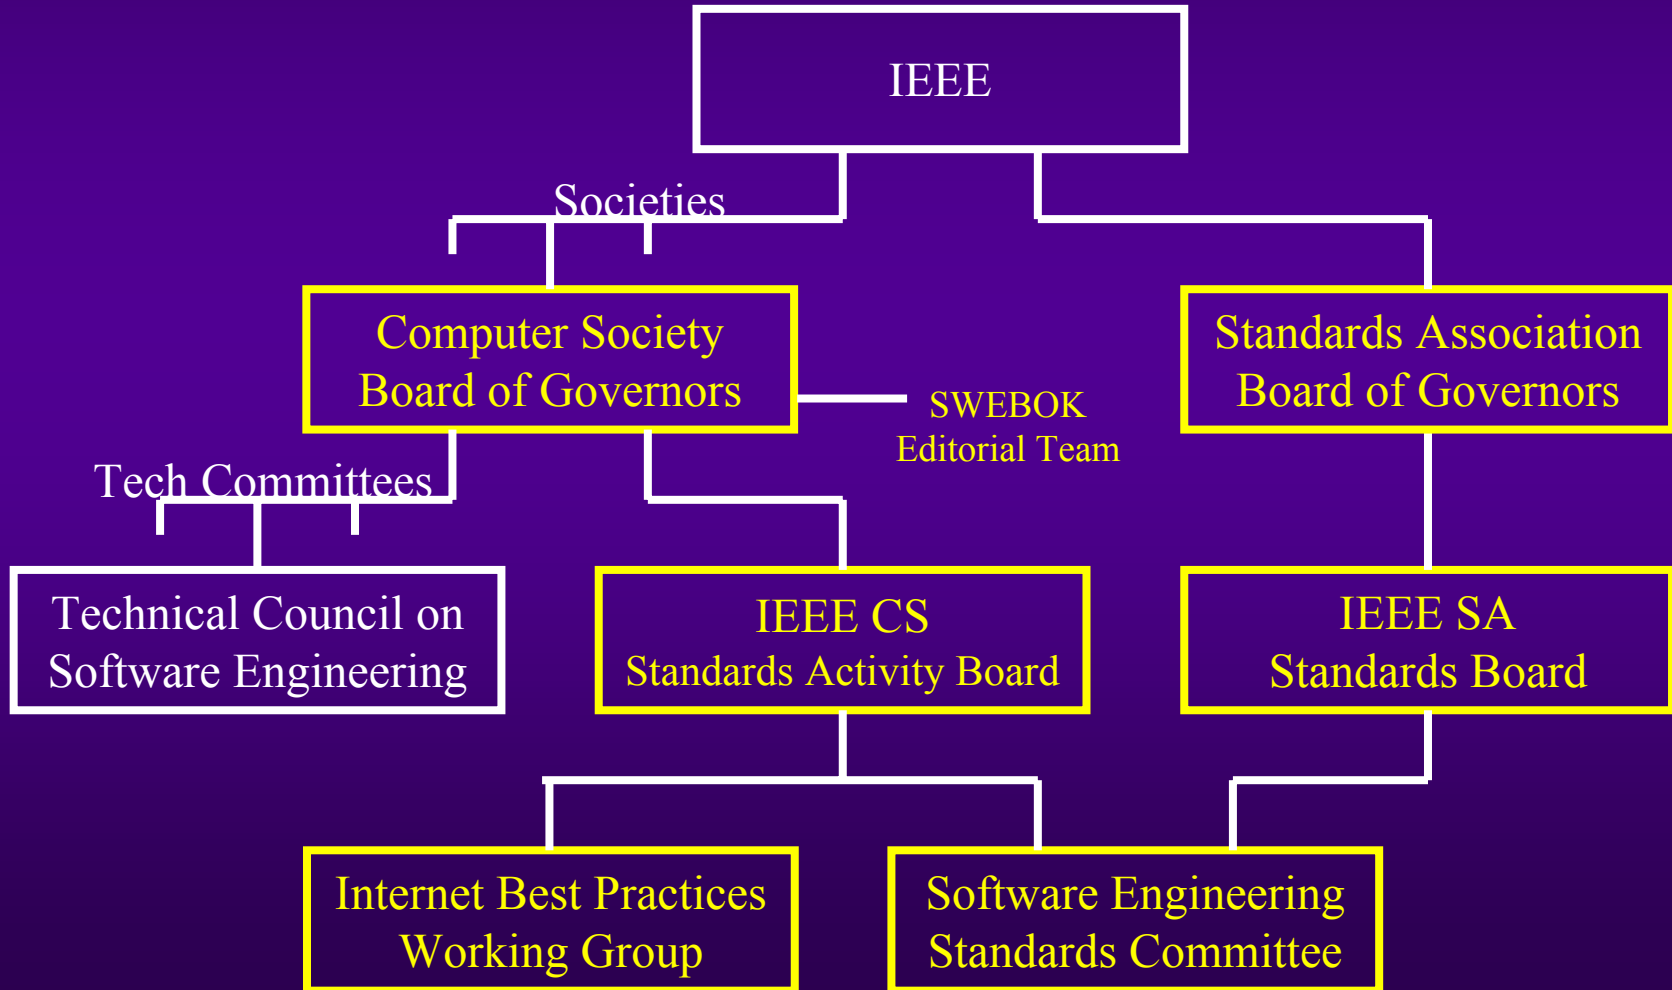 IEEE
Societies
Computer Society
Board of Governors
Standards Association
Board of Governors
SWEBOK
Editorial Team
Tech Committees
Technical Council on
Software Engineering
IEEE CS
Standards Activity Board
IEEE SA
Standards Board
Internet Best Practices
Working Group
Software Engineering
Standards Committee